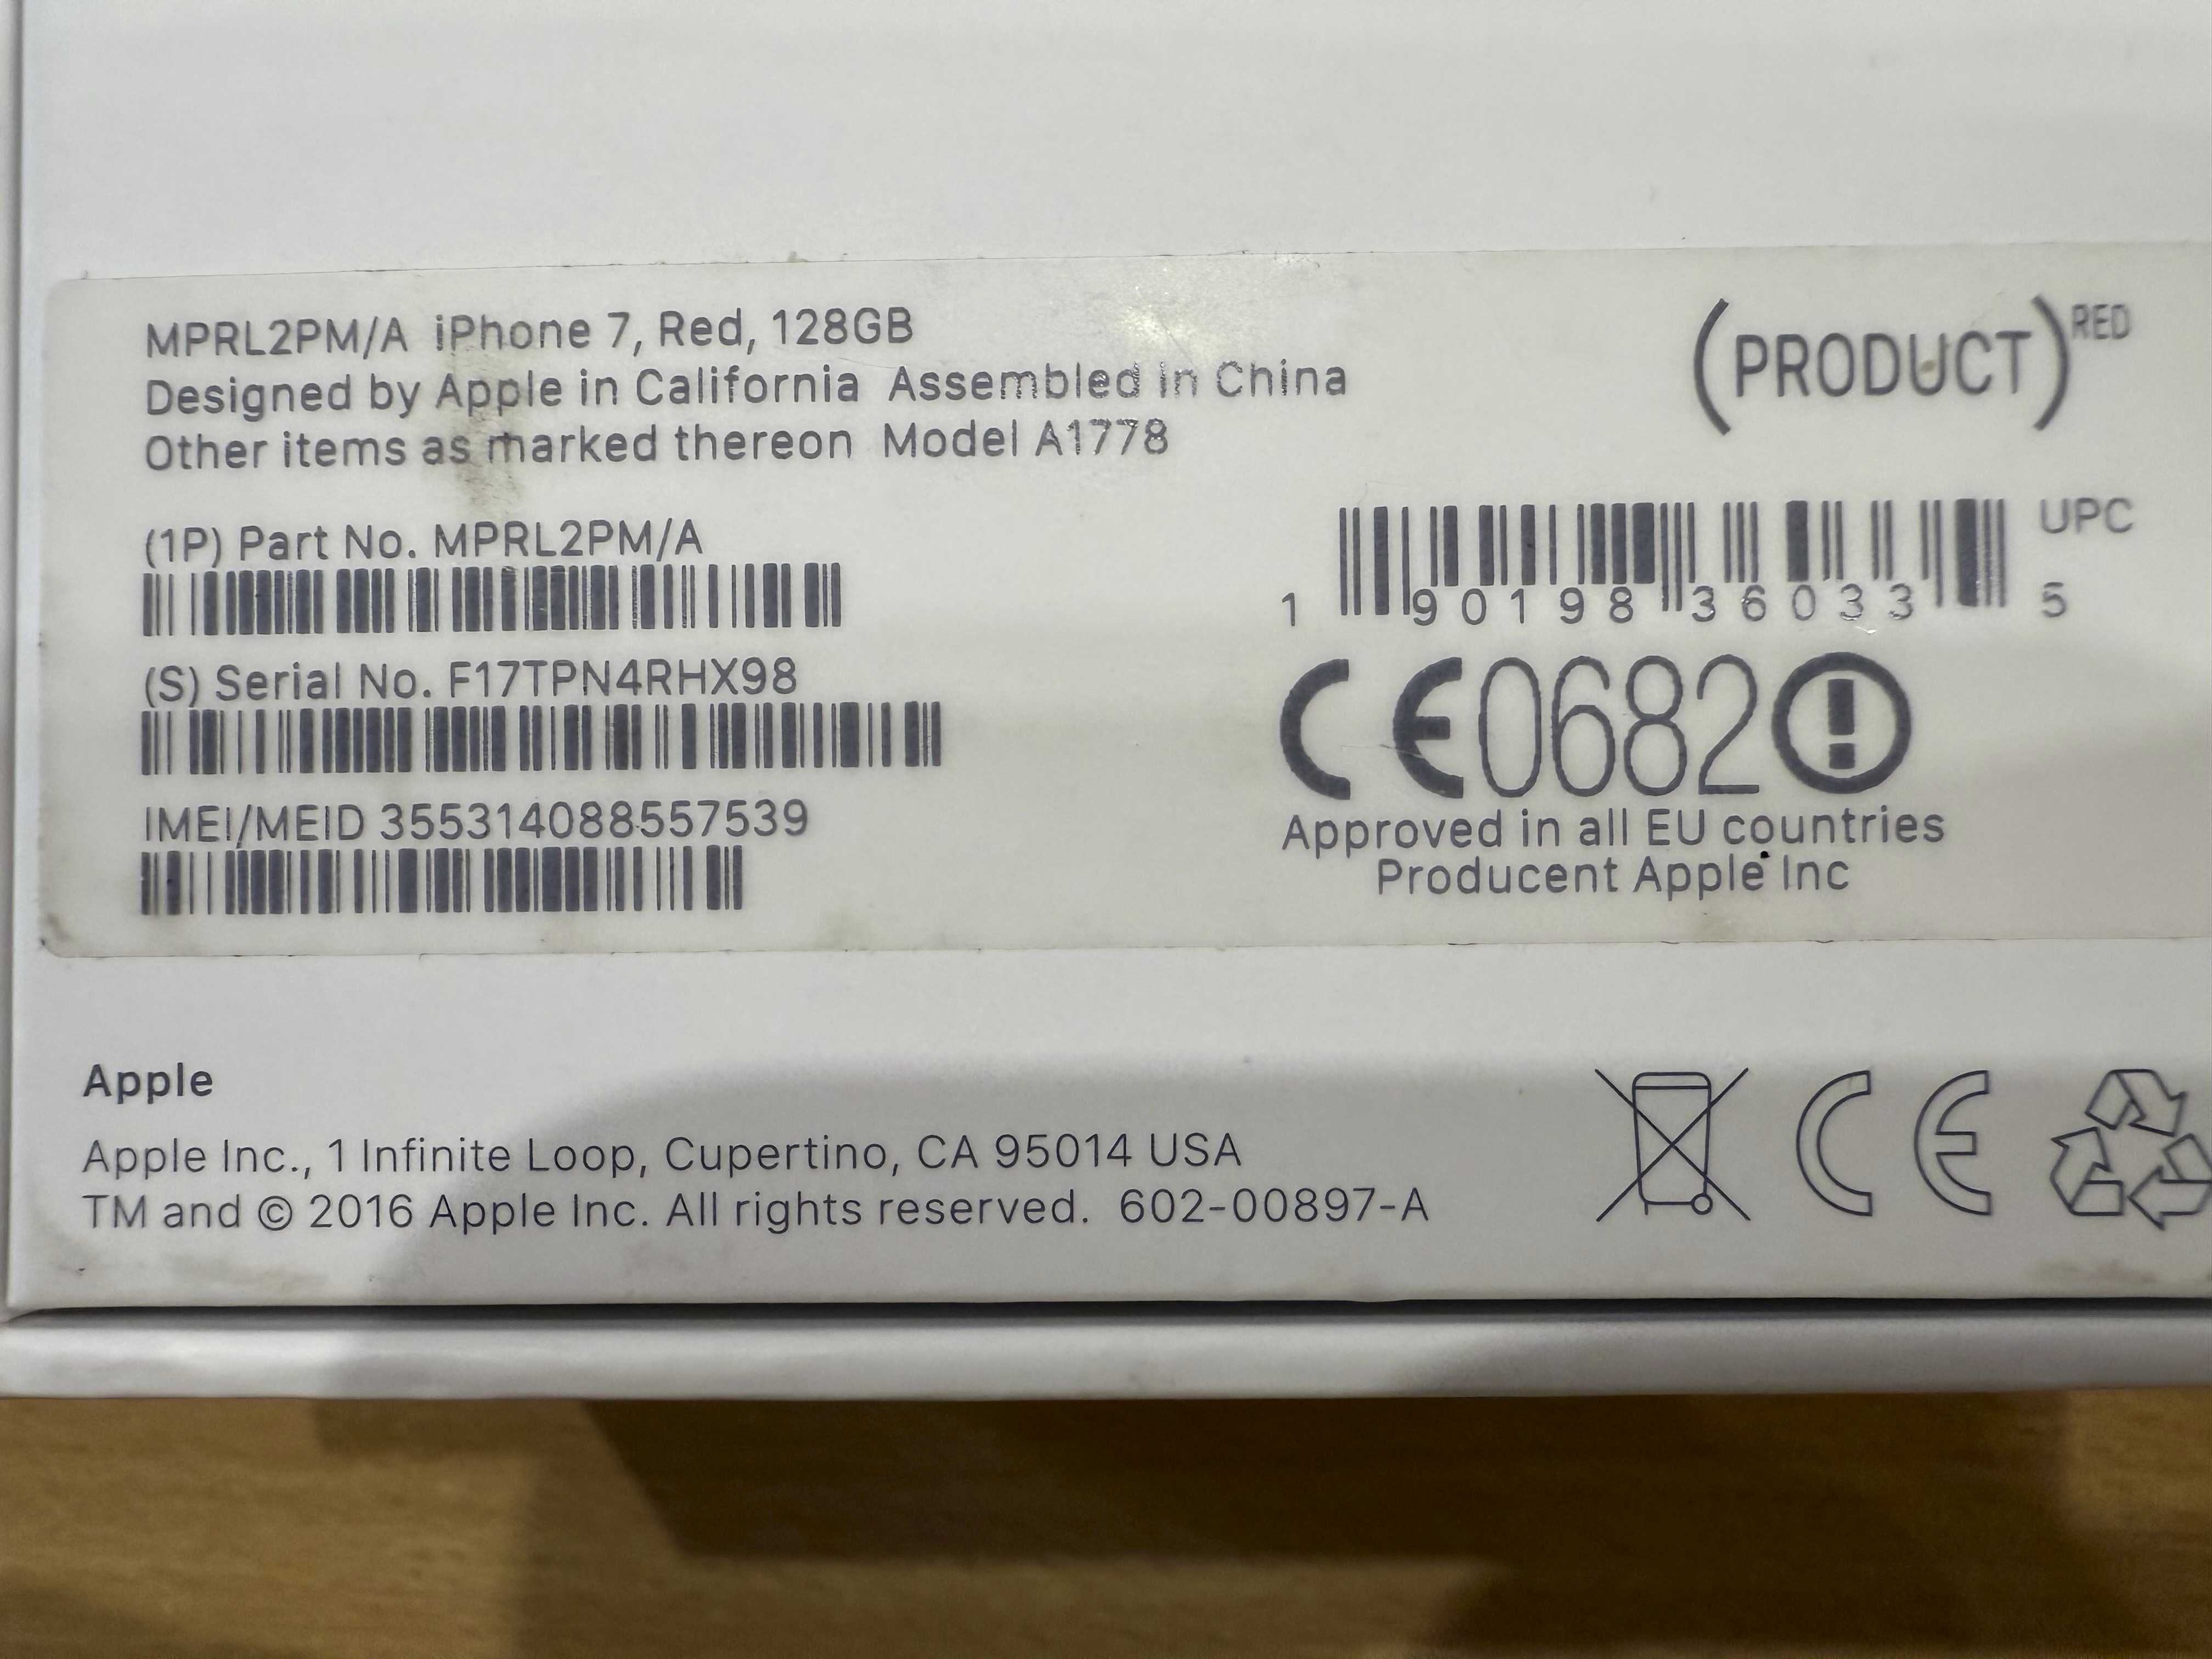 MPRL2PM/A iPhone 7, Red, 128GB
Designed by Apple in California Assembled in China
Other items as marked thereon Model A1778
(PRODUCT)RED
(1P) Part No. MPRL2PM/A
UPC
1 90198 36033 5
(S) Serial No. F17TPN4RHX98
CE0682
IMEI/MEID 355314088557539
Approved in all EU countries
Producent Apple Inc
Apple
Apple Inc., 1 Infinite Loop, Cupertino, CA 95014 USA
TM and © 2016 Apple Inc. All rights reserved. 602-00897-A
CE